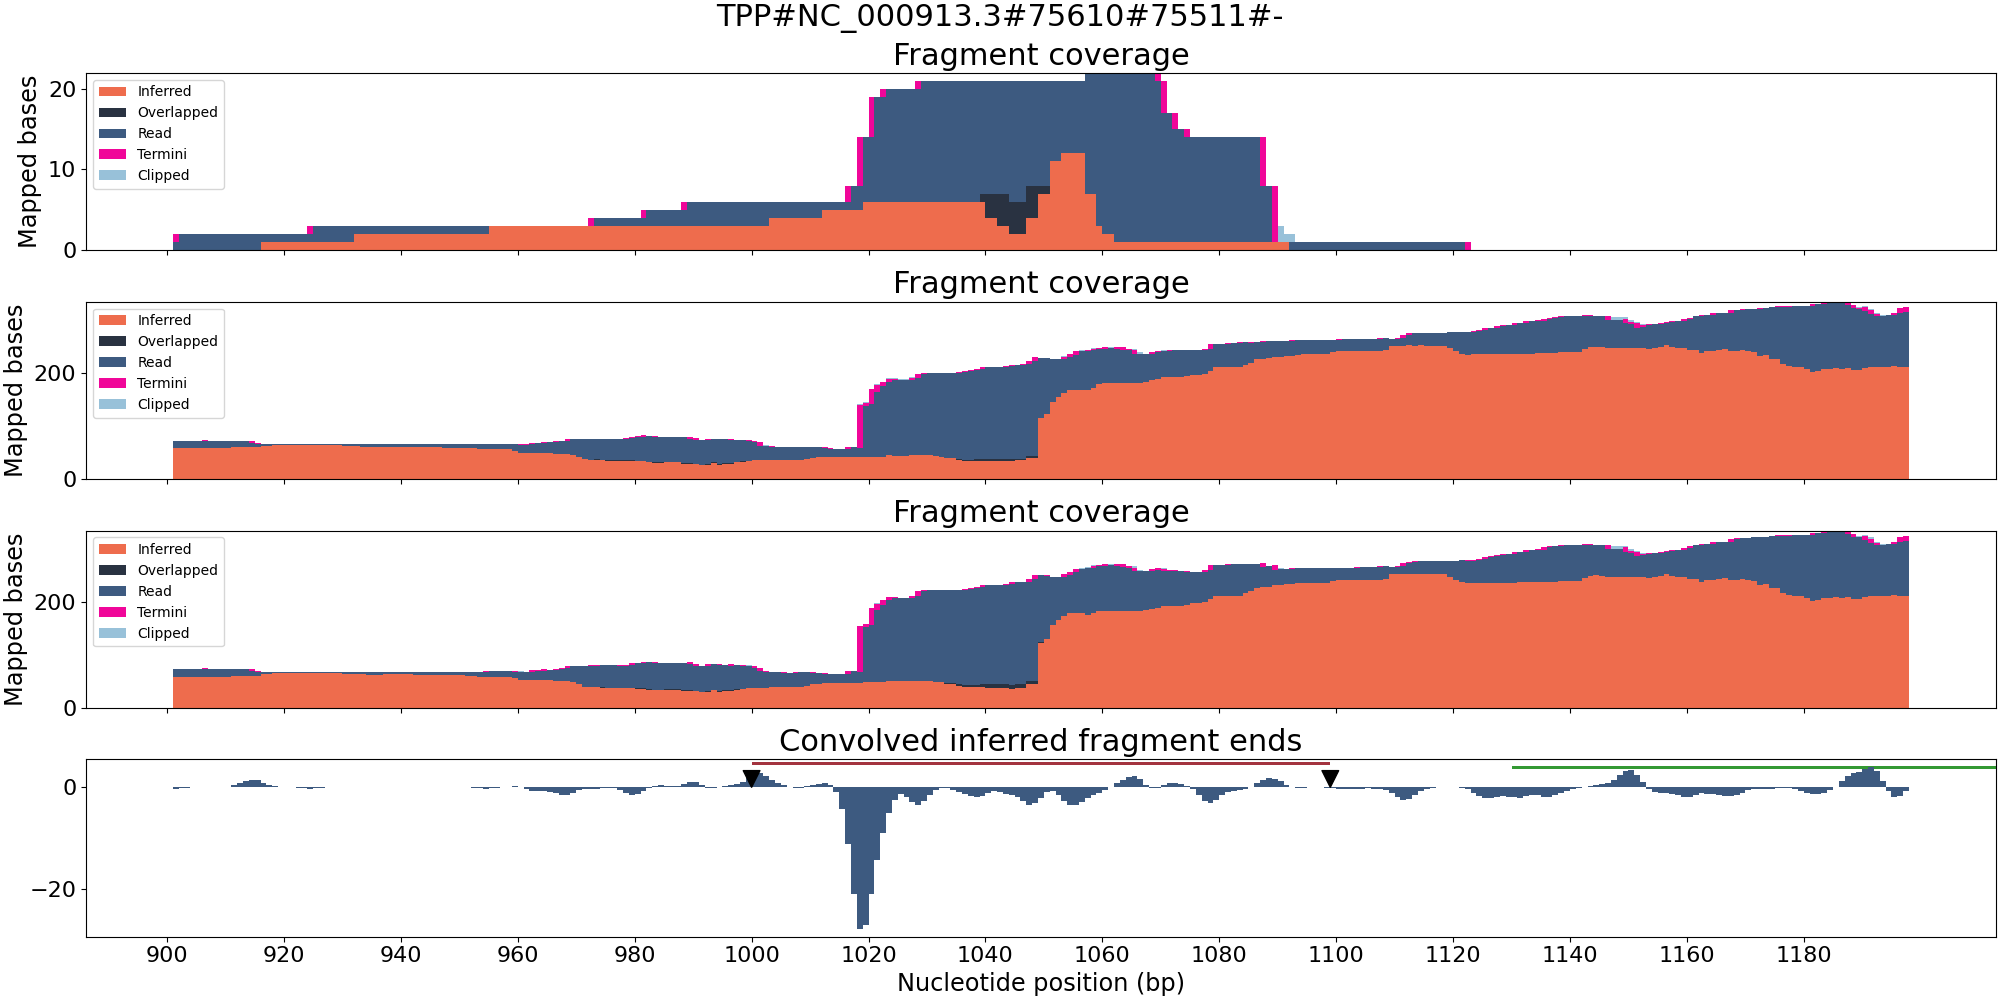 TPP#NC_000913.3#75610#75511#-
Fragment coverage
Mapped bases
20
10
0
Inferred
Overlapped
Read
Termini
Clipped
Fragment coverage
Mapped bases
200
0
Inferred
Overlapped
Read
Termini
Clipped
Fragment coverage
Mapped bases
200
0
Inferred
Overlapped
Read
Termini
Clipped
Convolved inferred fragment ends
0
−20
900 920 940 960 980 1000 1020 1040 1060 1080 1100 1120 1140 1160 1180
Nucleotide position (bp)